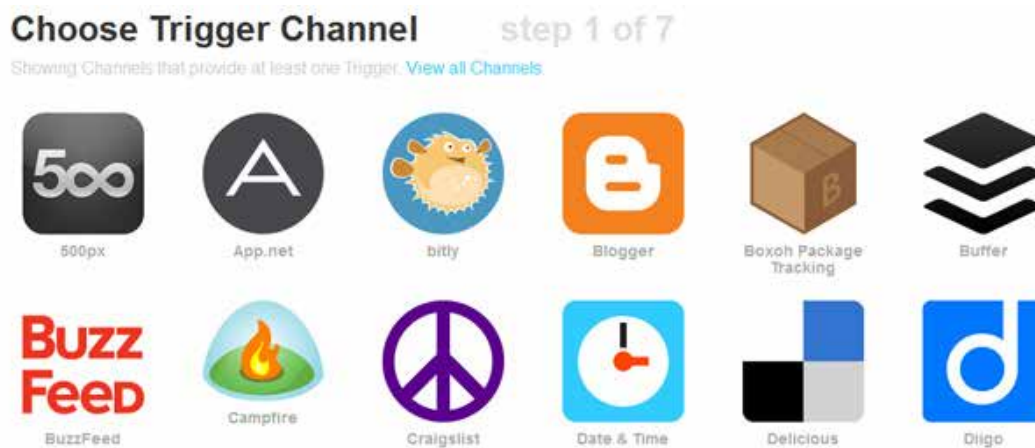 Choose Trigger Channel step 1 of 7
Showing Channels that provide at least one Trigger. View all Channels
500
500px
A
App.net
bitly
B
Blogger
B
Boxoh Package
Tracking
Buffer
Buzz
FeeD
BuzzFeed
Campfire
Craigslist
Date & Time
Delicious
d
Diigo